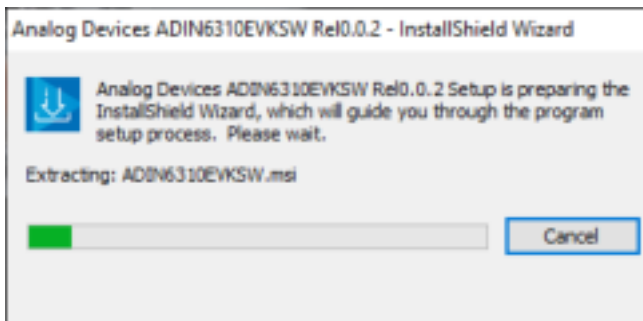 Analog Devices ADIN6310EVKSW Rel0.0.2 - InstallShield Wizard
Analog Devices ADIN6310EVKSW Rel0.0.2 Setup is preparing the
InstallShield Wizard, which will guide you through the program
setup process. Please wait.
Extracting: ADIN6310EVKSW.msi
Cancel